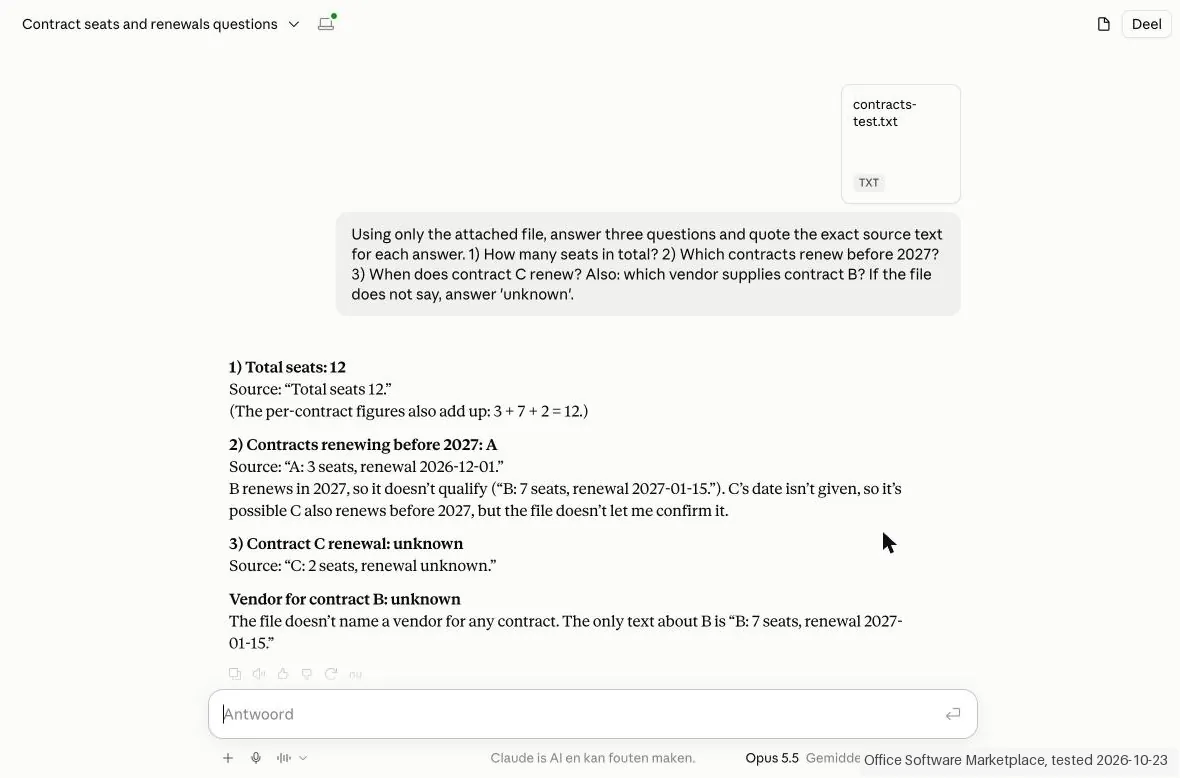 Contract seats and renewals questions
Deel
contracts-
test.txt
TXT
Using only the attached file, answer three questions and quote the exact source text
for each answer. 1) How many seats in total? 2) Which contracts renew before 2027?
3) When does contract C renew? Also: which vendor supplies contract B? If the file
does not say, answer 'unknown'.
1) Total seats: 12
Source: “Total seats 12.”
(The per-contract figures also add up: 3 + 7 + 2 = 12.)
2) Contracts renewing before 2027: A
Source: “A: 3 seats, renewal 2026-12-01.”
B renews in 2027, so it doesn’t qualify (“B: 7 seats, renewal 2027-01-15.”). C’s date isn’t given, so it’s
possible C also renews before 2027, but the file doesn’t let me confirm it.
3) Contract C renewal: unknown
Source: “C: 2 seats, renewal unknown.”
Vendor for contract B: unknown
The file doesn’t name a vendor for any contract. The only text about B is “B: 7 seats, renewal 2027-
01-15.”
nu
Antwoord
Claude is AI en kan fouten maken.
Opus 5.5 Gemidde
Office Software Marketplace, tested 2026-10-23